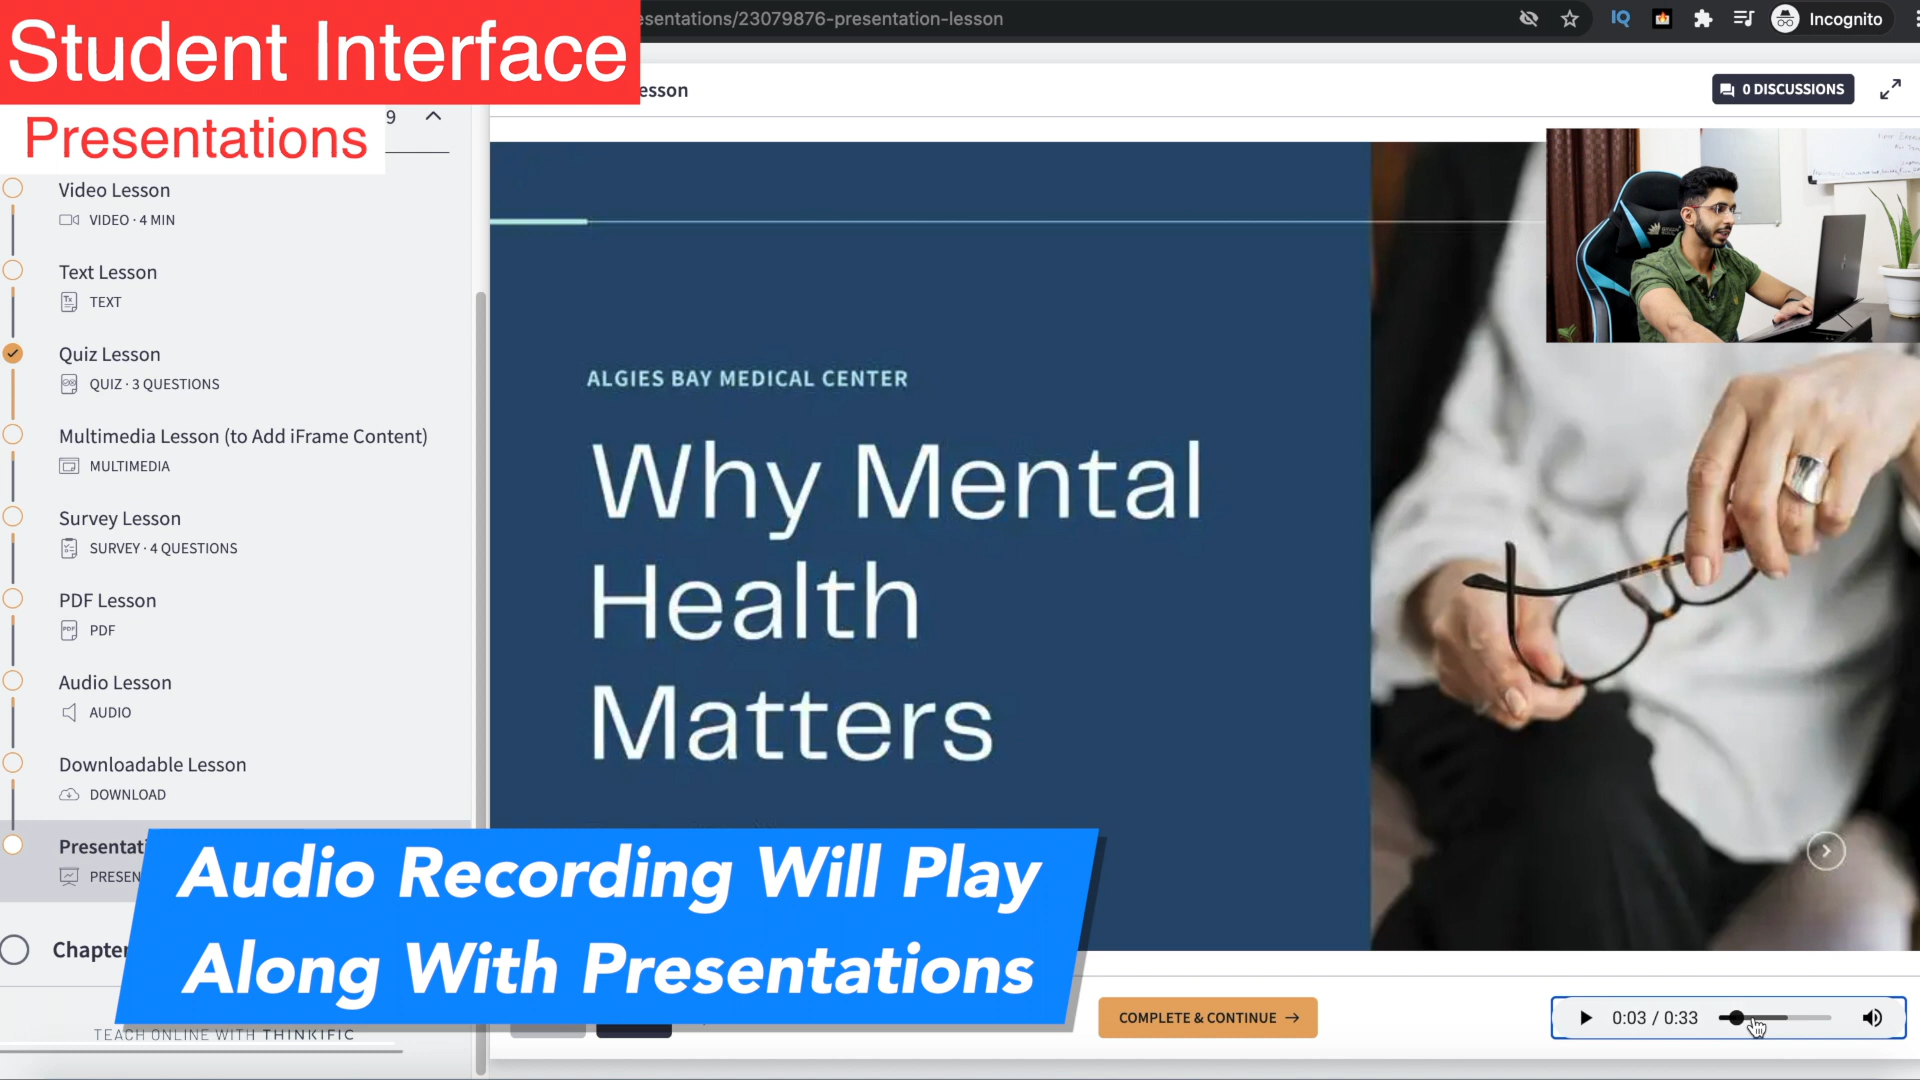 Student Interface
Presentations
esentations/23079876-presentation-lesson
IQ
Incognito
esson
0 DISCUSSIONS
9
Video Lesson
VIDEO · 4 MIN
Text Lesson
TEXT
Quiz Lesson
QUIZ · 3 QUESTIONS
Multimedia Lesson (to Add iFrame Content)
MULTIMEDIA
Survey Lesson
SURVEY · 4 QUESTIONS
PDF Lesson
PDF
Audio Lesson
AUDIO
Downloadable Lesson
DOWNLOAD
Presentati
PRESEN
Chapter
TEACH ONLINE WITH THINKIFIC
ALGIES BAY MEDICAL CENTER
Why Mental
Health
Matters
Audio Recording Will Play
Along With Presentations
COMPLETE & CONTINUE →
0:03 / 0:33